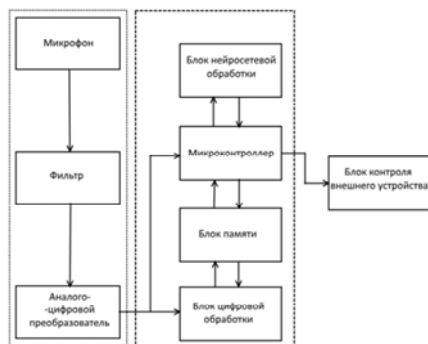 Микрофон
Фильтр
Аналого-
-цифровой
преобразователь
Блок нейросетевой
обработки
Микроконтроллер
Блок памяти
Блок цифровой
обработки
Блок контроля
внешнего устройства